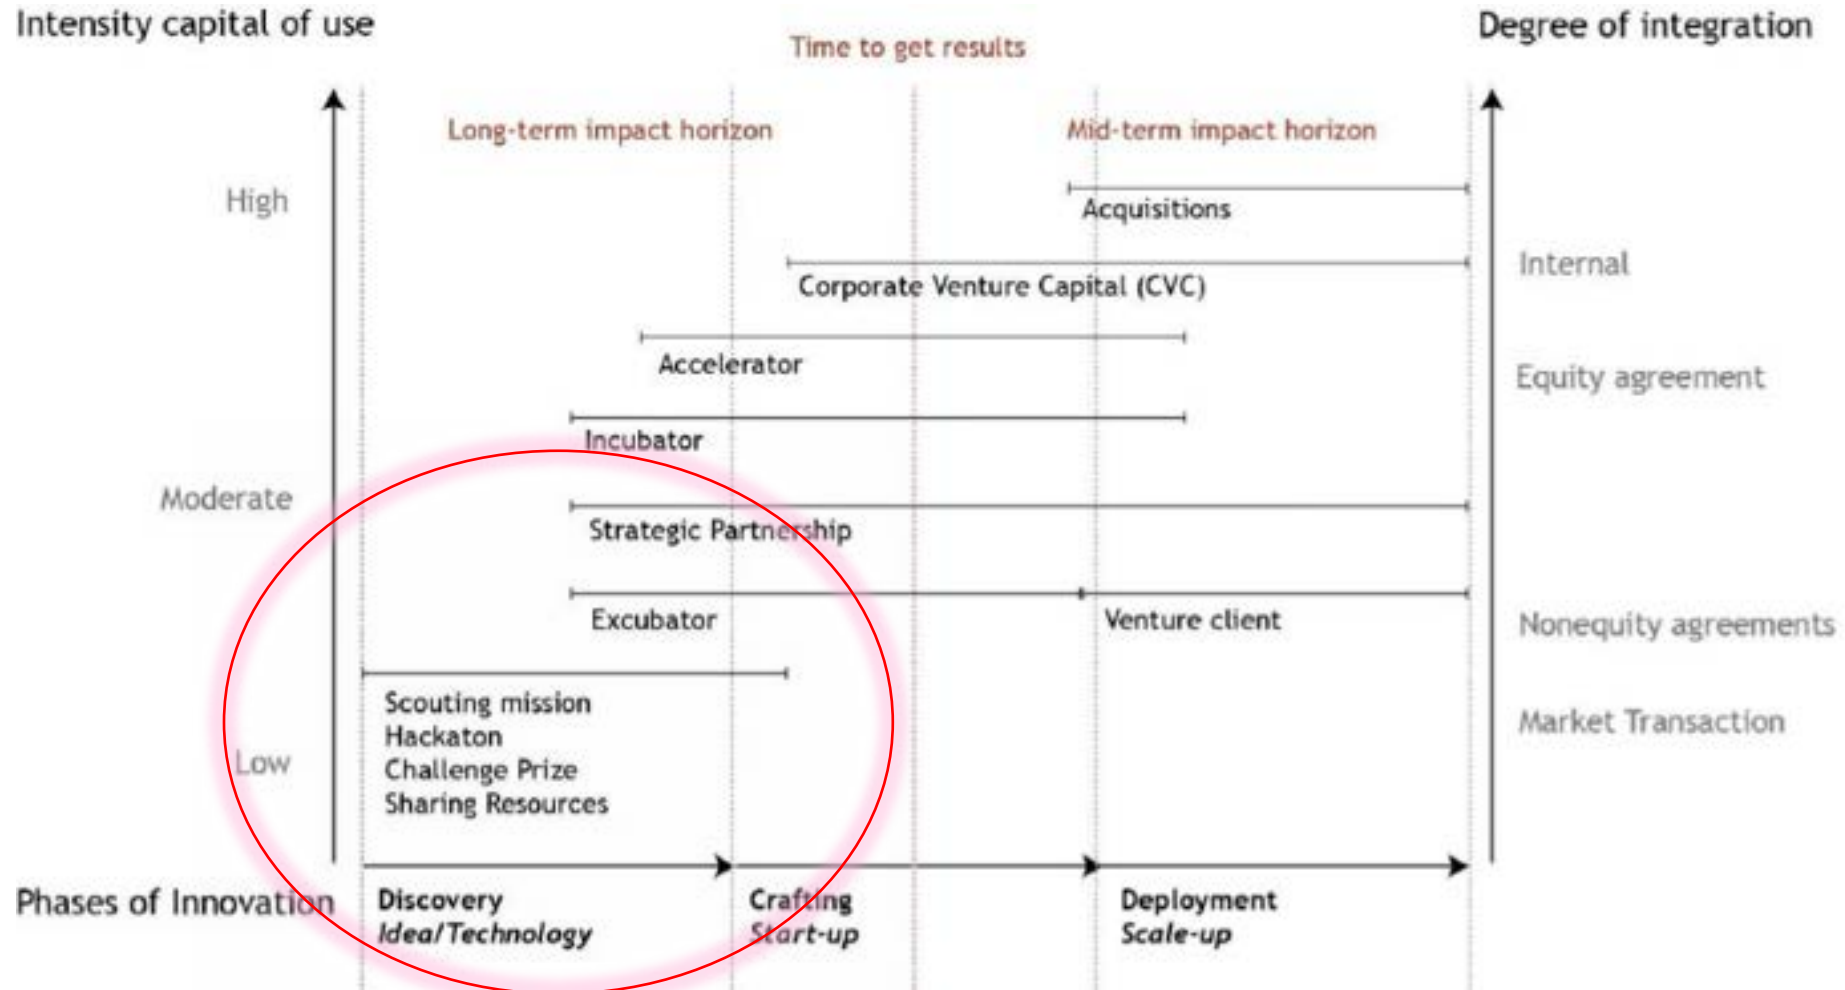 Intensity capital of use
Degree of integration
Time to get results
Long-term impact horizon
Mid-term impact horizon
High
Acquisitions
Internal
Corporate Venture Capital (CVC)
Accelerator
Equity agreement
Incubator
Moderate
Strategic Partnership
Excubator
Venture client
Nonequity agreements
Scouting mission
Hackaton
Challenge Prize
Sharing Resources
Low
Market Transaction
Phases of Innovation
Discovery
Idea/Technology
Crafting
Start-up
Deployment
Scale-up